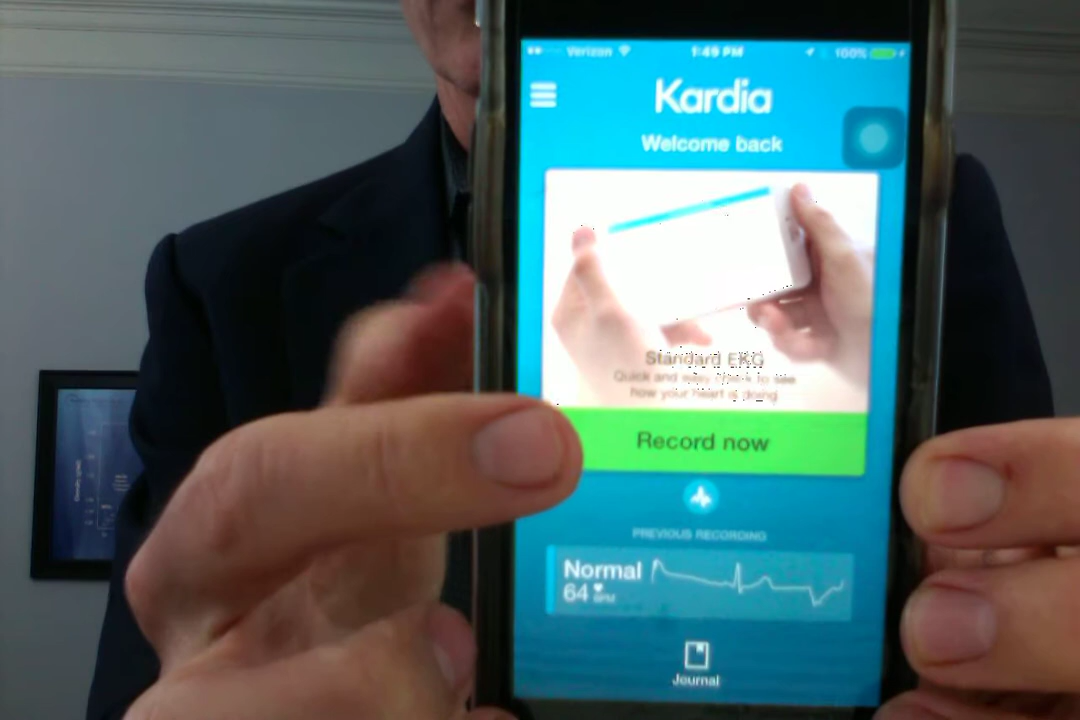 Verizon 1:49 PM 100%
Kardia
Welcome back
Standard EKG
Quick and easy check to see
how your heart is doing
Record now
PREVIOUS RECORDING
Normal
64 BPM
Journal